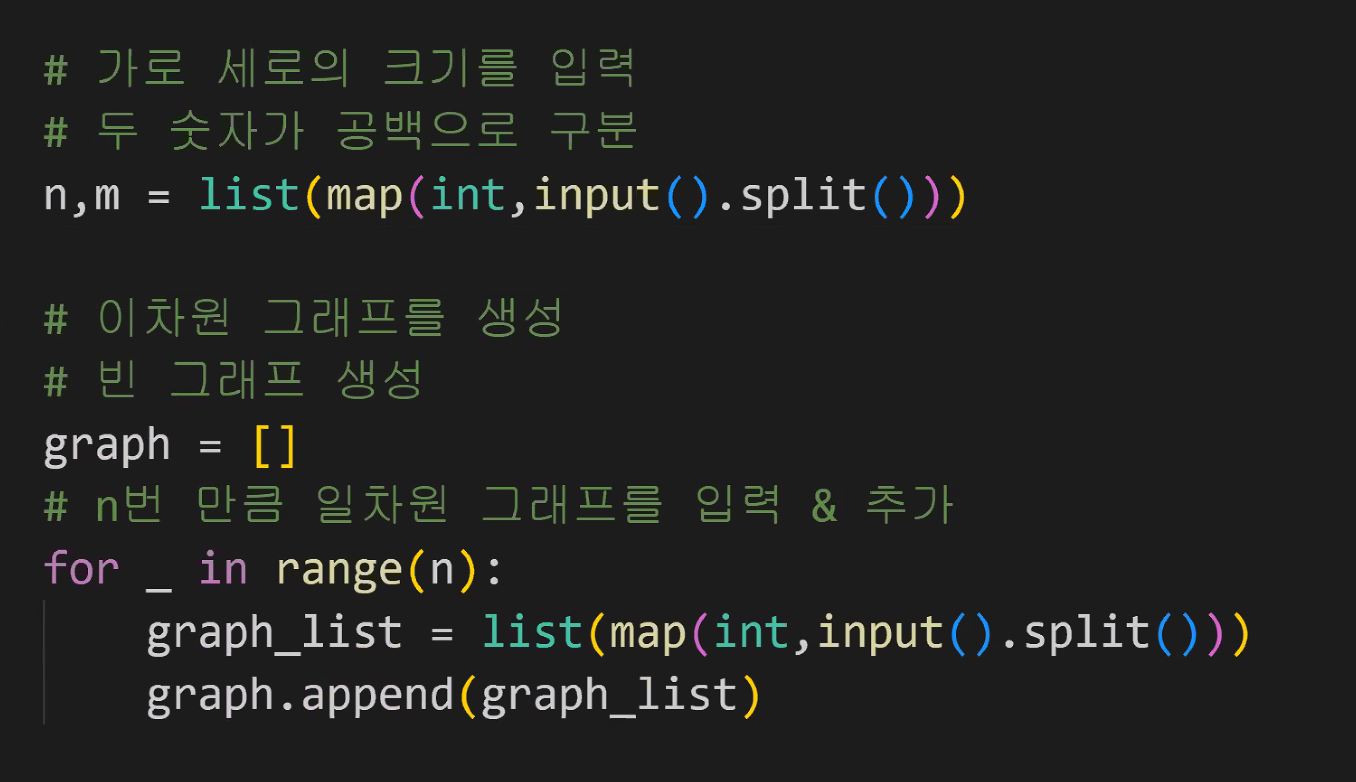 # 가로 세로의 크기를 입력
# 두 숫자가 공백으로 구분
n,m = list(map(int,input().split()))
# 이차원 그래프를 생성
# 빈 그래프 생성
graph = []
# n번 만큼 일차원 그래프를 입력 & 추가
for _ in range(n):
    graph_list = list(map(int,input().split()))
    graph.append(graph_list)